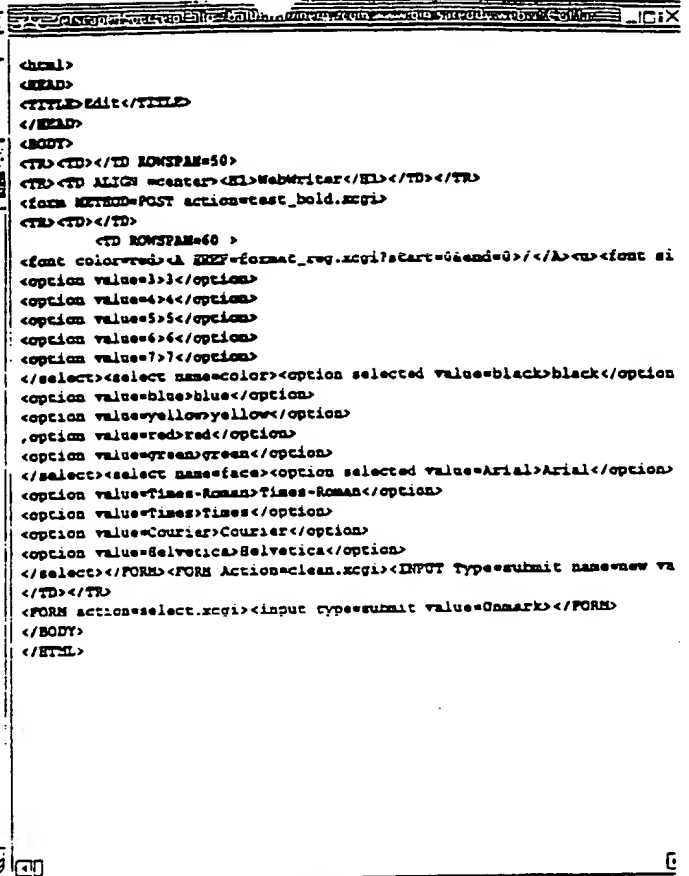 <html>
<HEAD>
<TITLE>Edit</TITLE>
</HEAD>
<BODY>
<TR><TD></TD ROWSPAN=50>
<TR><TD ALIGN =center><H1>WebWriter</H1></TD></TR>
<form METHOD=POST action=test_bold.xcgi>
<TR><TD></TD>
<TD ROWSPAN=60 >
<font color=red><A HREF=format_reg.xcgi?start=0&end=0>/</A><u><font si
<option value=3>3</option>
<option value=4>4</option>
<option value=5>5</option>
<option value=6>6</option>
<option value=7>7</option>
</select><select name=color><option selected value=black>black</option
<option value=blue>blue</option>
<option value=yellow>yellow</option>
,option value=red>red</option>
<option value=green>green</option>
</select><select name=face><option selected value=Arial>Arial</option>
<option value=Times-Roman>Times-Roman</option>
<option value=Times>Times</option>
<option value=Courier>Courier</option>
<option value=Helvetica>Helvetica</option>
</select></FORM><FORM Action=clean.xcgi><INPUT Type=submit name=new va
</TD></TR>
<FORM action=select.xcgi><input type=submit value=Unmark></FORM>
</BODY>
</HTML>